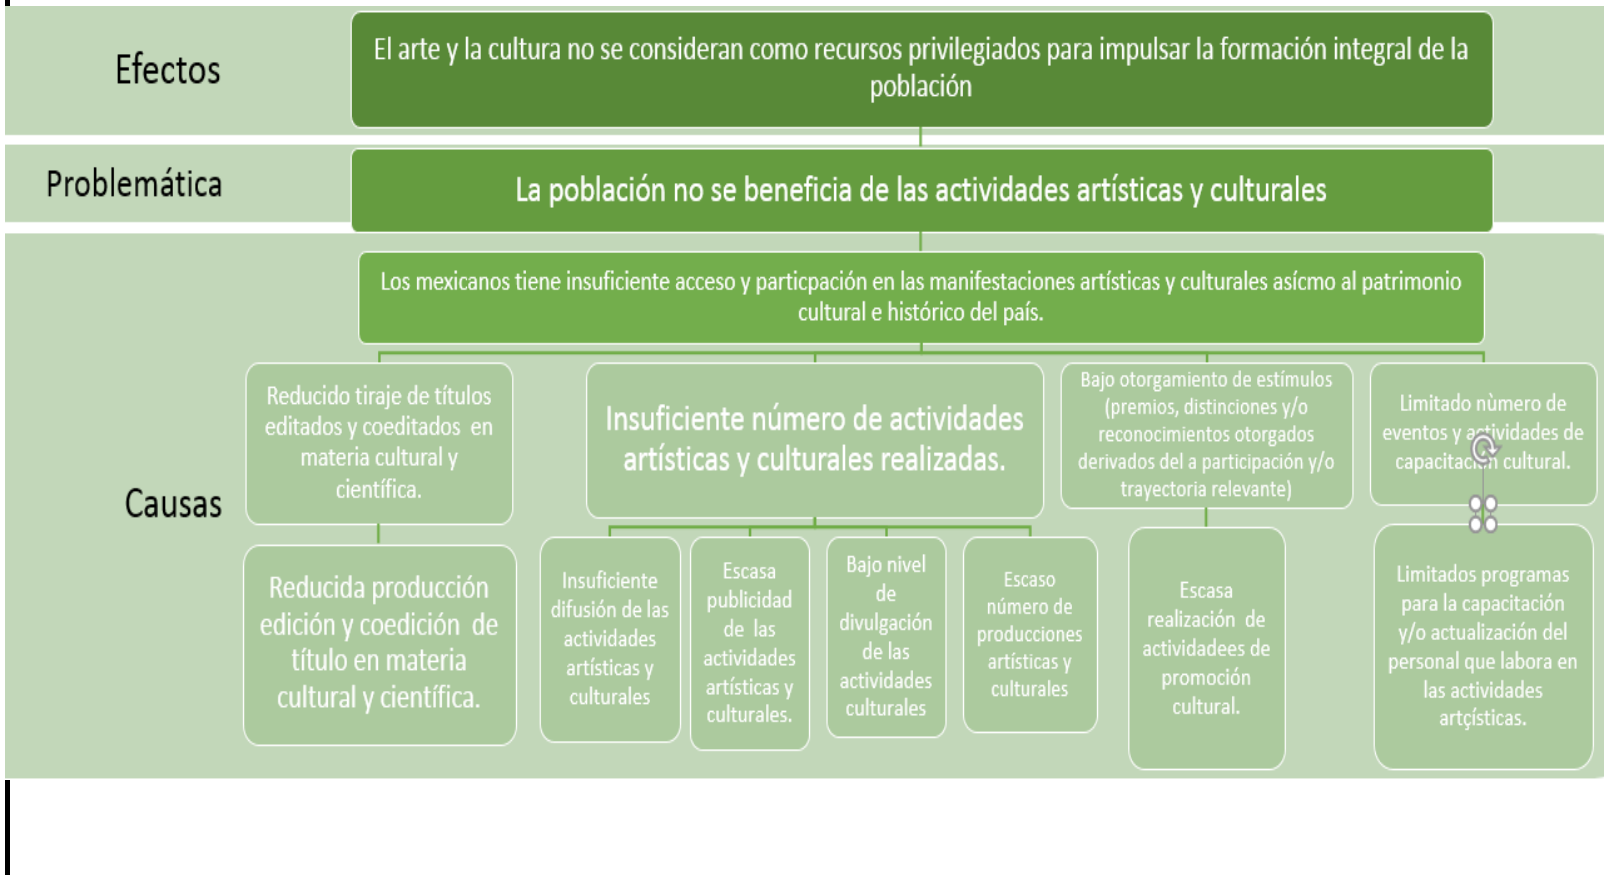 Efectos
El arte y la cultura no se consideran como recursos privilegiados para impulsar la formación integral de la
población
Problemática
La población no se beneficia de las actividades artísticas y culturales
Causas
Los mexicanos tiene insuficiente acceso y particpación en las manifestaciones artísticas y culturales asícmo al patrimonio
cultural e histórico del país.
Reducido tiraje de títulos
editados y coeditados en
materia cultural y
científica.
Insuficiente número de actividades
artísticas y culturales realizadas.
Bajo otorgamiento de estímulos
(premios, distinciones y/o
reconocimientos otorgados
derivados del a participación y/o
trayectoria relevante)
Limitado nùmero de
eventos y actividades de
capacitación cultural.
Reducida producción
edición y coedición de
título en materia
cultural y científica.
Insuficiente
difusión de las
actividades
artísticas y
culturales
Escasa
publicidad
de las
actividades
artísticas y
culturales.
Bajo nivel
de
divulgación
de las
actividades
culturales
Escaso
número de
producciones
artísticas y
culturales
Escasa
realización de
actividadees de
promoción
cultural.
Limitados programas
para la capacitación
y/o actualización del
personal que labora en
las actividades
artçísticas.